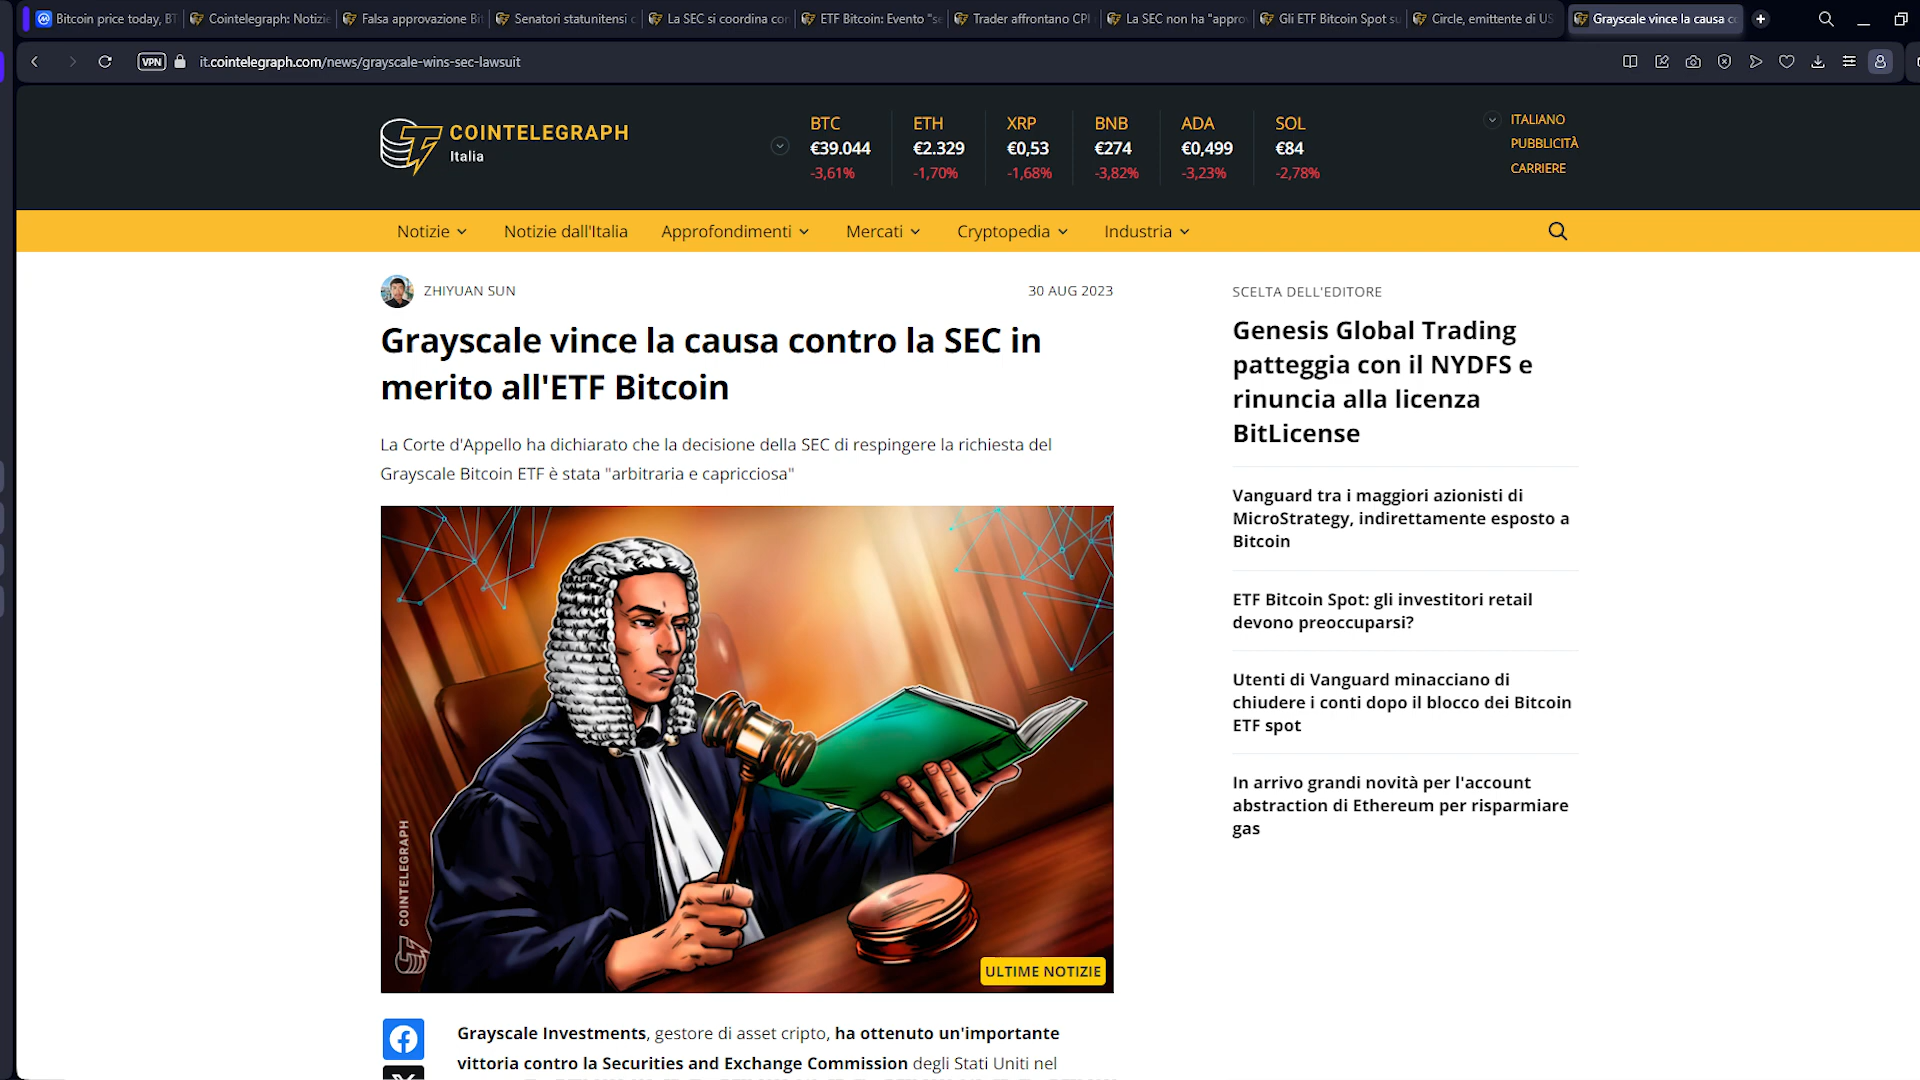 Bitcoin price today, BT
Cointelegraph: Notizie
Falsa approvazione Bit
Senatori statunitensi c
La SEC si coordina con
ETF Bitcoin: Evento "se
Trader affrontano CPI
La SEC non ha "appro
Gli ETF Bitcoin Spot su
Circle, emittente di US
Grayscale vince la causa c
VPN
it.cointelegraph.com/news/grayscale-wins-sec-lawsuit
COINTELEGRAPH
Italia
BTC
€39.044
-3,61%
ETH
€2.329
-1,70%
XRP
€0,53
-1,68%
BNB
€274
-3,82%
ADA
€0,499
-3,23%
SOL
€84
-2,78%
ITALIANO
PUBBLICITÀ
CARRIERE
Notizie
Notizie dall'Italia
Approfondimenti
Mercati
Cryptopedia
Industria
ZHIYUAN SUN
30 AUG 2023
Grayscale vince la causa contro la SEC in
merito all'ETF Bitcoin
La Corte d'Appello ha dichiarato che la decisione della SEC di respingere la richiesta del
Grayscale Bitcoin ETF è stata "arbitraria e capricciosa"
COINTELEGRAPH
ULTIME NOTIZIE
Grayscale Investments, gestore di asset cripto, ha ottenuto un'importante
vittoria contro la Securities and Exchange Commission degli Stati Uniti nel
SCELTA DELL'EDITORE
Genesis Global Trading
patteggia con il NYDFS e
rinuncia alla licenza
BitLicense
Vanguard tra i maggiori azionisti di
MicroStrategy, indirettamente esposto a
Bitcoin
ETF Bitcoin Spot: gli investitori retail
devono preoccuparsi?
Utenti di Vanguard minacciano di
chiudere i conti dopo il blocco dei Bitcoin
ETF spot
In arrivo grandi novità per l'account
abstraction di Ethereum per risparmiare
gas